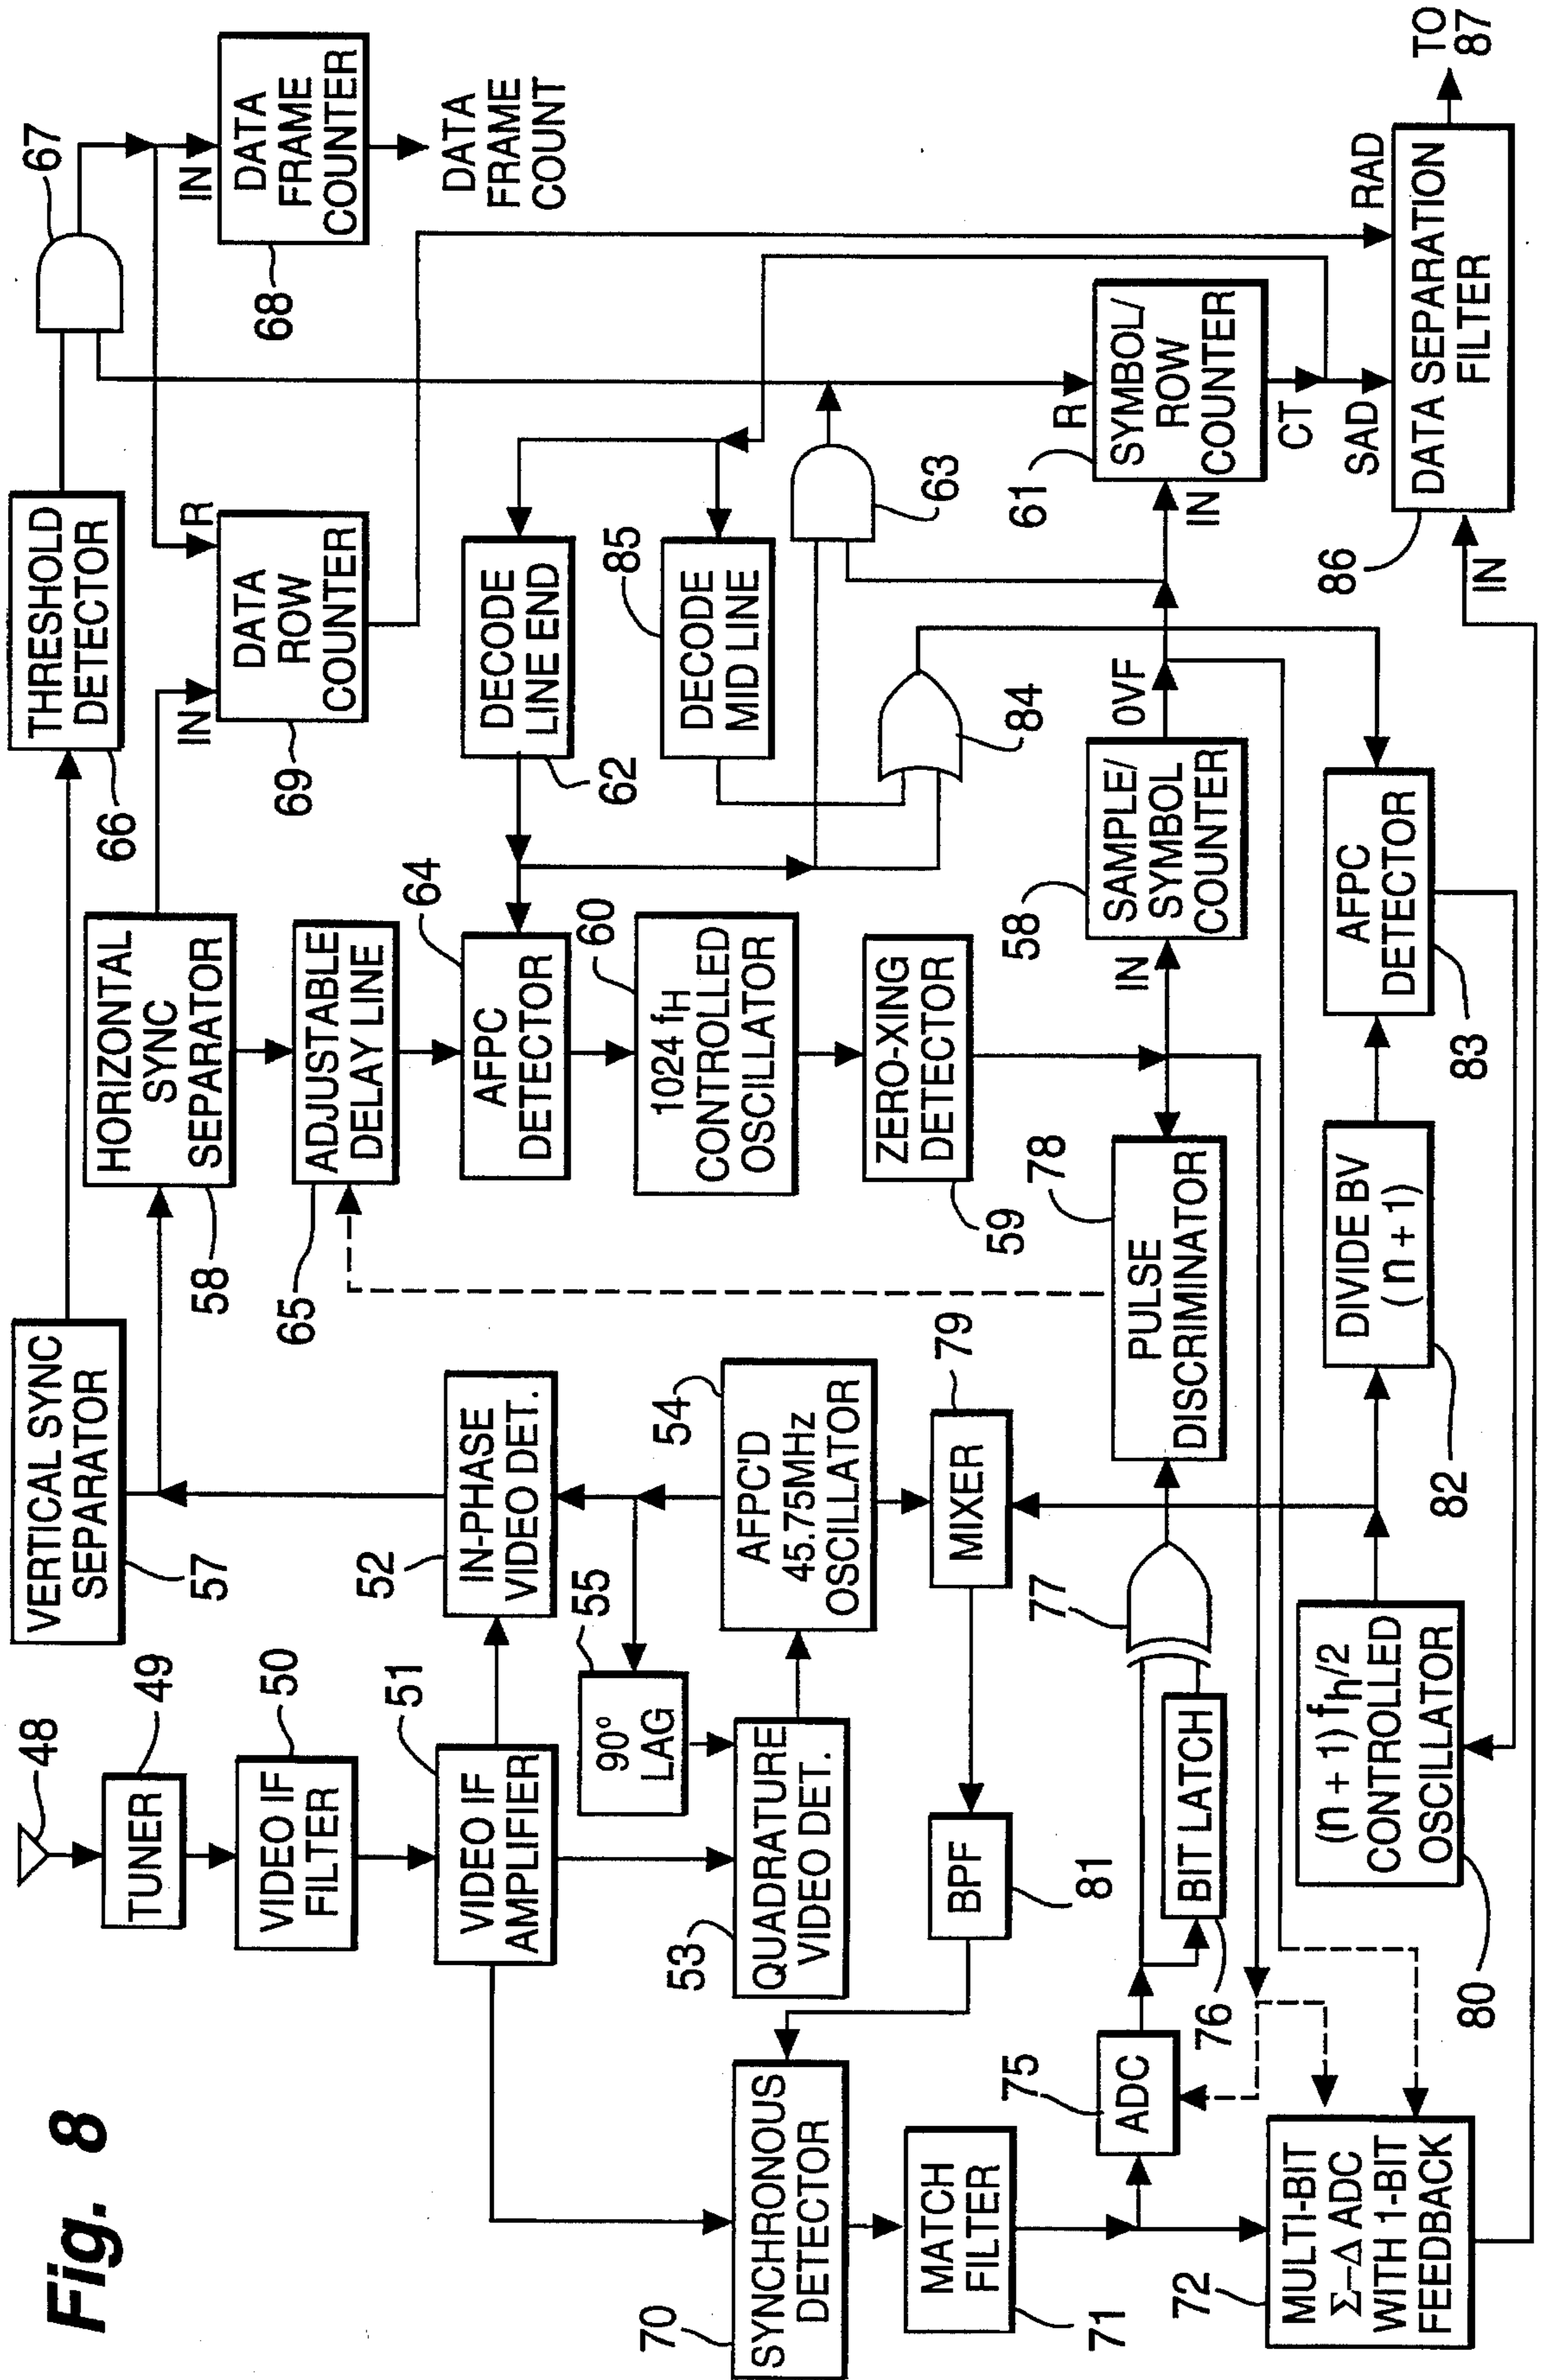 Fig. 8
48
TUNER
49
VIDEO IF
FILTER
50
VIDEO IF
AMPLIFIER
51
IN-PHASE
VIDEO DET.
52
QUADRATURE
VIDEO DET.
53
AFPC'D
45.75MHz
OSCILLATOR
54
90°
LAG
55
VERTICAL SYNC
SEPARATOR
57
HORIZONTAL
SYNC
SEPARATOR
58
THRESHOLD
DETECTOR
66
67
IN
DATA
FRAME
COUNTER
68
DATA
FRAME
COUNT
IN
R
DATA
ROW
COUNTER
69
ADJUSTABLE
DELAY LINE
65
AFPC
DETECTOR
64
1024 fH
CONTROLLED
OSCILLATOR
60
ZERO-XING
DETECTOR
59
DECODE
LINE END
62
DECODE
MID LINE
85
63
84
IN
SAMPLE/
SYMBOL
COUNTER
58
0VF
R
IN
SYMBOL/
ROW
COUNTER
61
CT
SAD
RAD
IN
DATA SEPARATION
FILTER
86
TO
87
SYNCHRONOUS
DETECTOR
70
MATCH
FILTER
71
MULTI-BIT
Σ–Δ ADC
WITH 1-BIT
FEEDBACK
72
ADC
75
BIT LATCH
76
77
PULSE
DISCRIMINATOR
78
MIXER
79
BPF
81
(n + 1) fh/2
CONTROLLED
OSCILLATOR
80
DIVIDE BV
(n + 1)
82
AFPC
DETECTOR
83